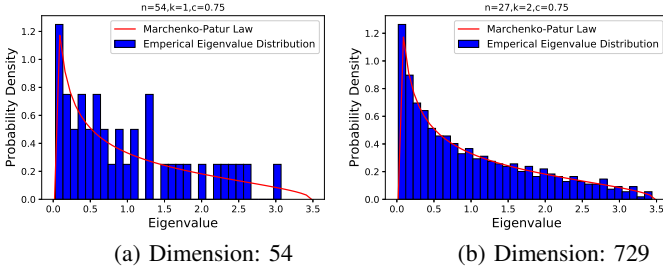 n=54,k=1,c=0.75
Marchenko-Patur Law
Emperical Eigenvalue Distribution
Probability Density
1.2
1.0
0.8
0.6
0.4
0.2
0.0
0.0 0.5 1.0 1.5 2.0 2.5 3.0 3.5
Eigenvalue
(a) Dimension: 54
n=27,k=2,c=0.75
Marchenko-Patur Law
Emperical Eigenvalue Distribution
Probability Density
1.2
1.0
0.8
0.6
0.4
0.2
0.0
0.0 0.5 1.0 1.5 2.0 2.5 3.0 3.5
Eigenvalue
(b) Dimension: 729